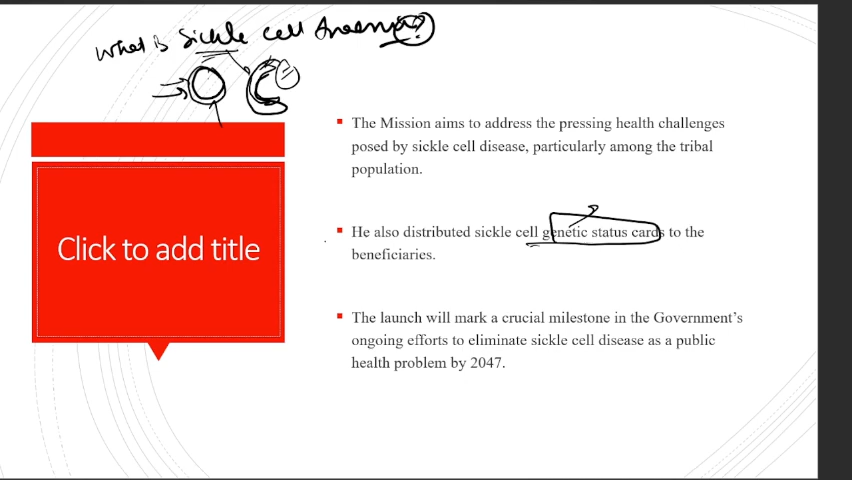 What is Sickle cell Anaemia?
The Mission aims to address the pressing health challenges
posed by sickle cell disease, particularly among the tribal
population.
Click to add title
He also distributed sickle cell genetic status cards to the
beneficiaries.
The launch will mark a crucial milestone in the Government’s
ongoing efforts to eliminate sickle cell disease as a public
health problem by 2047.